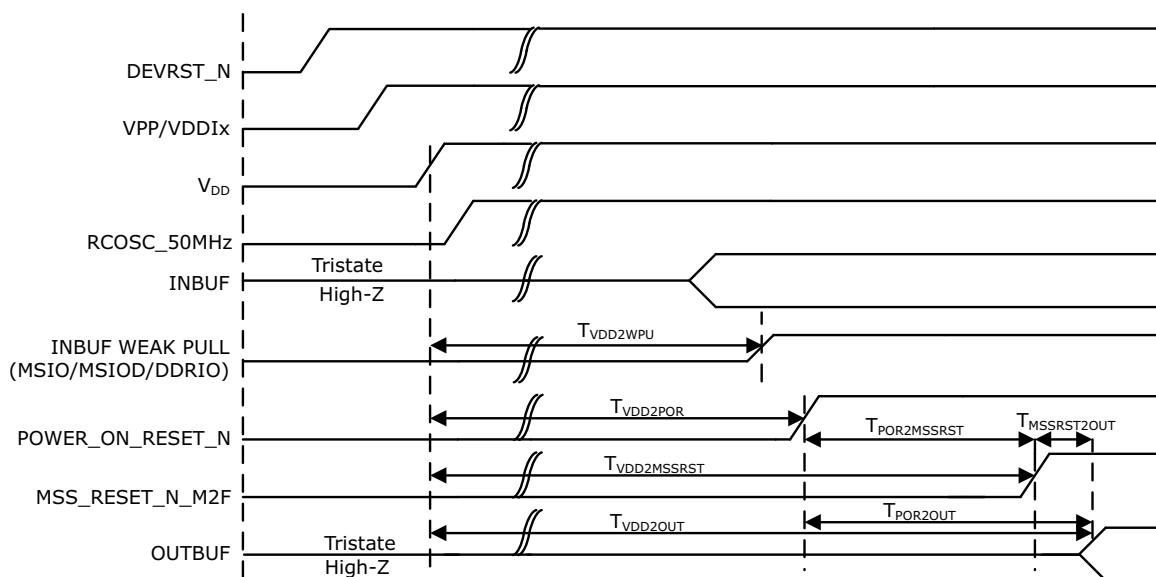 DEVRST_N
VPP/VDDIx
VDD
RCOSC_50MHz
Tristate
INBUF
High-Z
TVDD2WPU
INBUF WEAK PULL
(MSIO/MSIOD/DDRIO)
TVDD2POR
TPOR2MSSRST
TMSSRST2OUT
POWER_ON_RESET_N
TVDD2MSSRST
MSS_RESET_N_M2F
TPOR2OUT
TVDD2OUT
Tristate
OUTBUF
High-Z